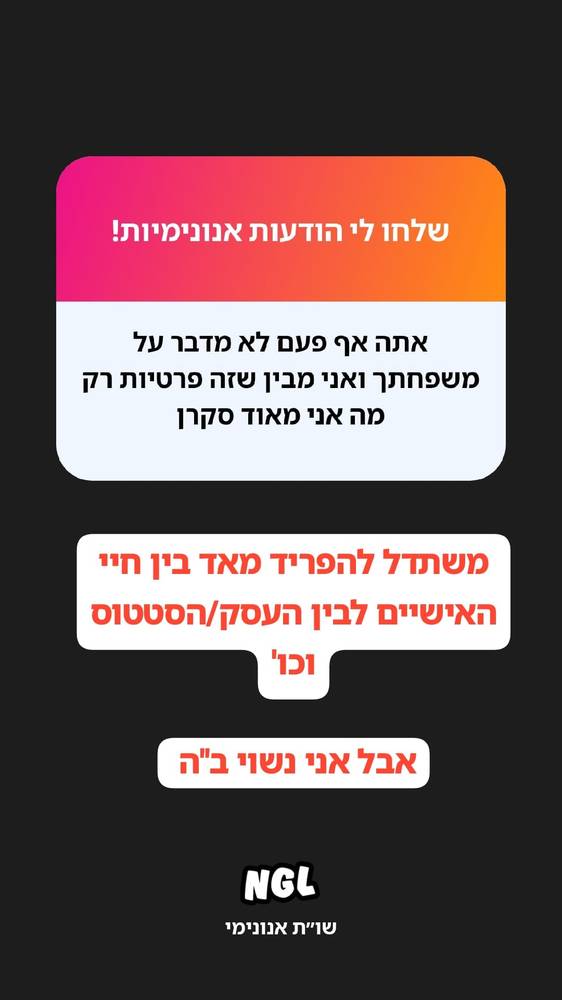 שלחו לי הודעות אנונימיות!
אתה אף פעם לא מדבר על
משפחתך ואני מבין שזה פרטיות רק
מה אני מאוד סקרן
משתדל להפריד מאד בין חיי
האישיים לבין העסק/הסטטוס
וכו'
אבל אני נשוי ב"ה
NGL
שו״ת אנונימי